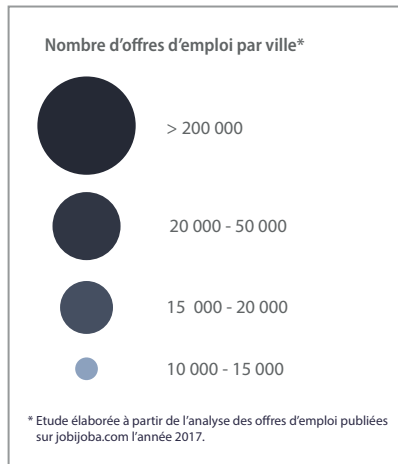 Nombre d’offres d’emploi par ville*
> 200 000
20 000 - 50 000
15  000 - 20 000
10 000 - 15 000
* Etude élaborée à partir de l’analyse des offres d’emploi publiées
sur jobijoba.com l’année 2017.